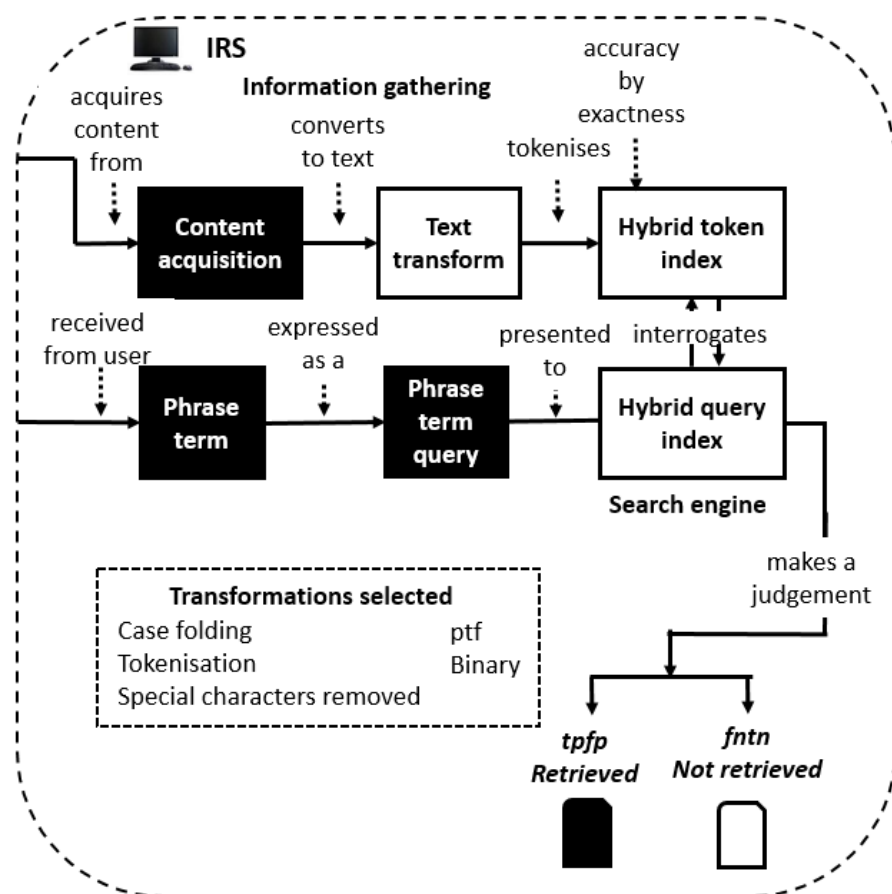 IRS
Information gathering
acquires
content
from
converts
to text
tokenises
accuracy
by
exactness
Content
acquisition
Text
transform
Hybrid token
index
received
from user
expressed
as a
presented
to
interrogates
Phrase
term
Phrase
term
query
Hybrid query
index
Search engine
makes a
judgement
Transformations selected
Case folding ptf
Tokenisation Binary
Special characters removed
tpfp
Retrieved
fntn
Not retrieved